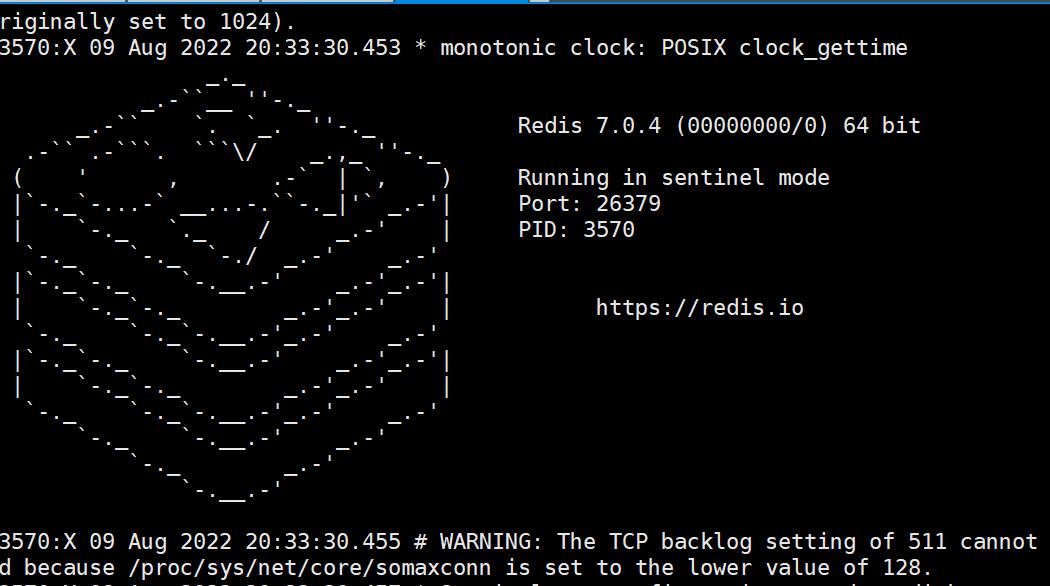 riginally set to 1024).
3570:X 09 Aug 2022 20:33:30.453 * monotonic clock: POSIX clock_gettime
Redis 7.0.4 (00000000/0) 64 bit
Running in sentinel mode
Port: 26379
PID: 3570
https://redis.io
3570:X 09 Aug 2022 20:33:30.455 # WARNING: The TCP backlog setting of 511 cannot
d because /proc/sys/net/core/somaxconn is set to the lower value of 128.